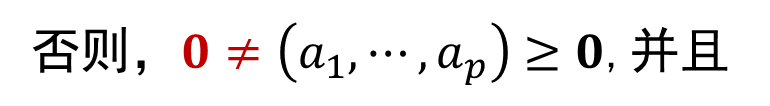 否则，𝟎 ≠ (𝑎₁,⋯,𝑎ₚ) ≥ 𝟎, 并且